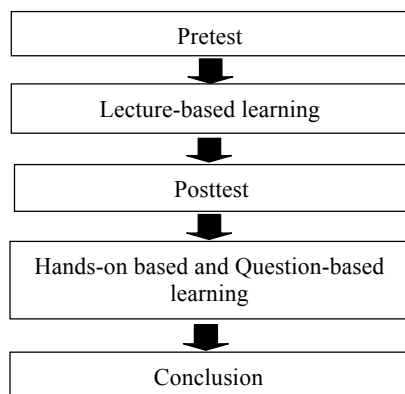 Pretest
Lecture-based learning
Posttest
Hands-on based and Question-based
learning
Conclusion